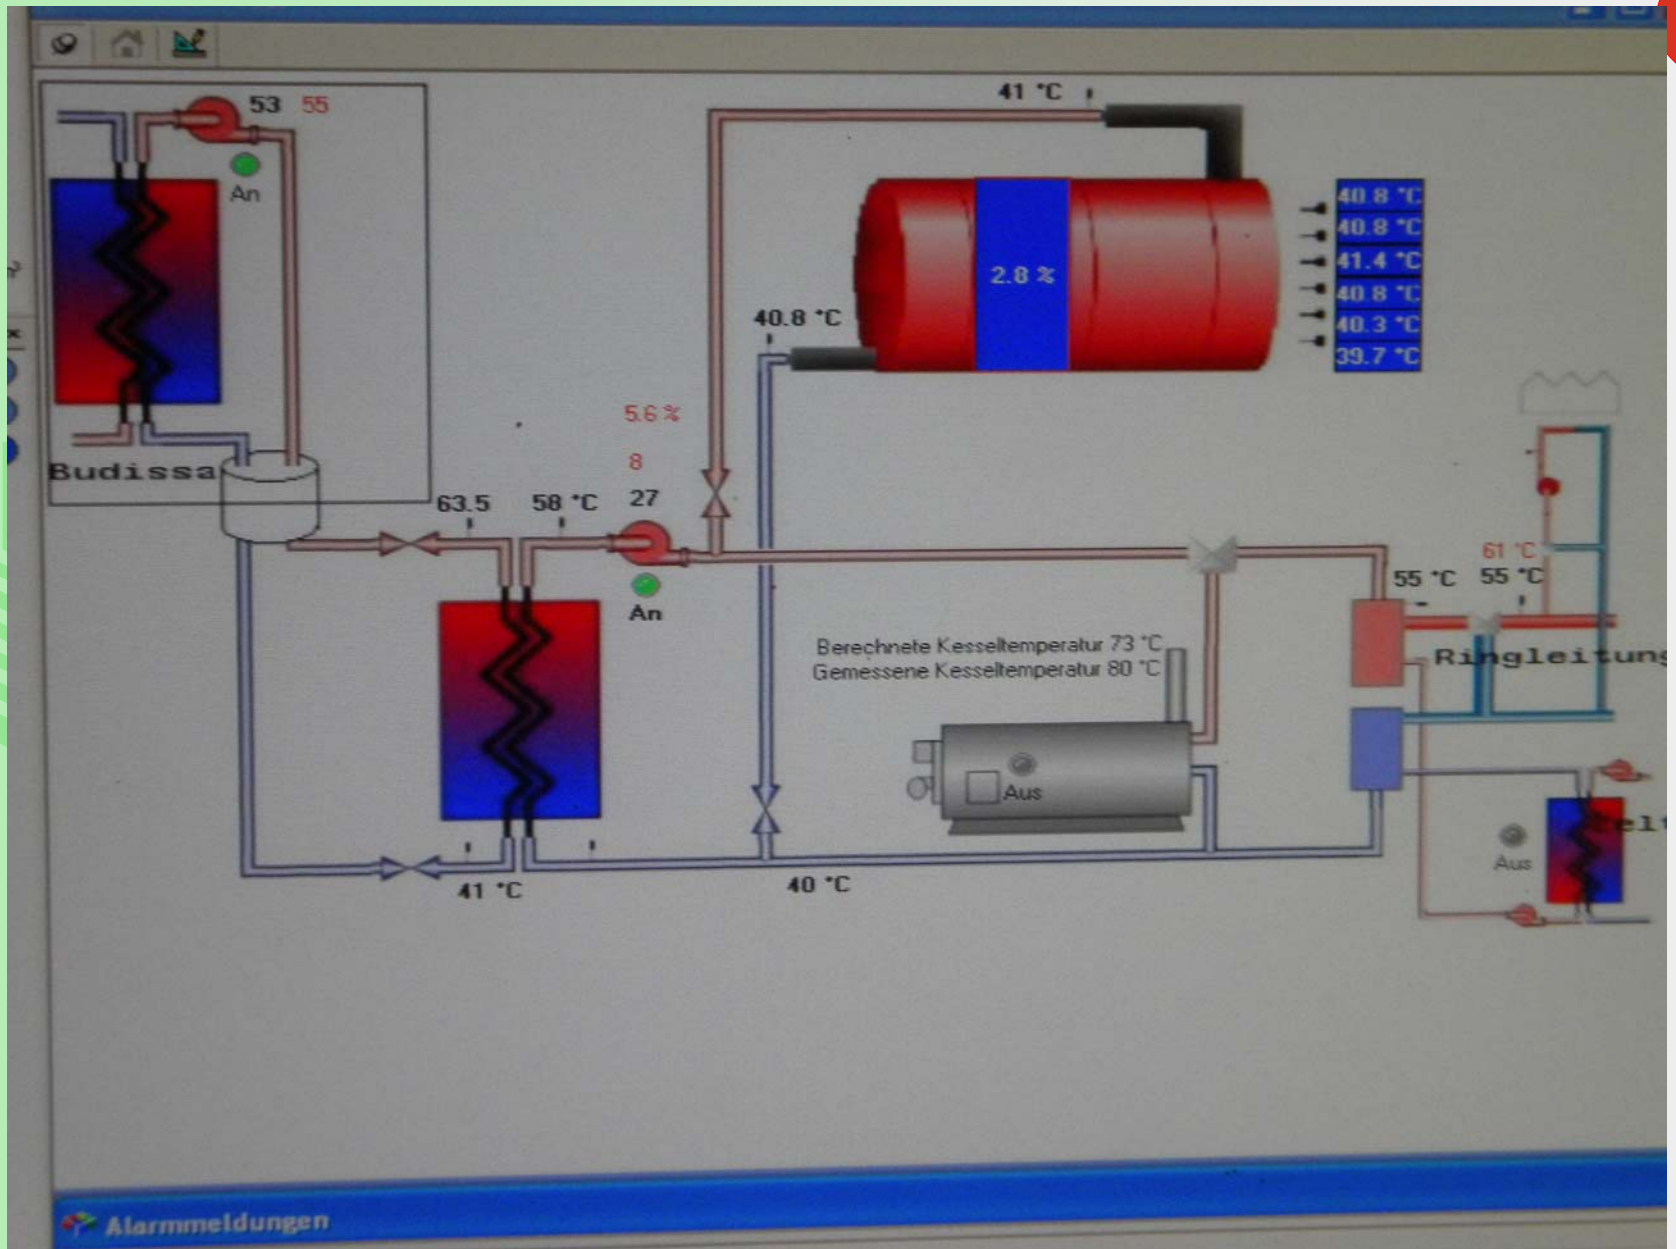 53 55
An
Budissa
41 °C
40.8 °C
40.8 °C
41.4 °C
40.8 °C
40.3 °C
39.7 °C
2.8 %
40.8 °C
5.6 %
8
27
63.5
58 °C
An
Berechnete Kesseltemperatur 73 °C
Gemessene Kesseltemperatur 80 °C
Aus
61 °C
55 °C
55 °C
Ringleitung
Aus
41 °C
40 °C
Alarmmeldungen